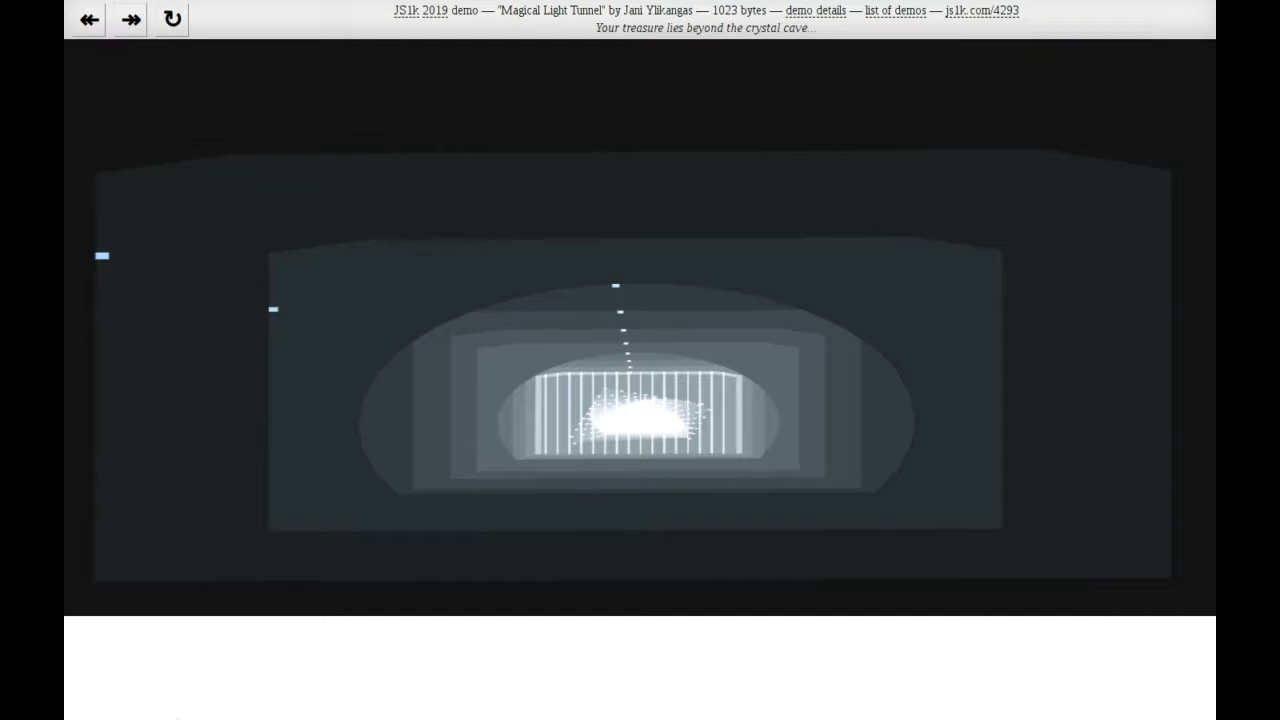 JS1k 2019 demo — "Magical Light Tunnel" by Jani Ylikangas — 1023 bytes — demo details — list of demos — js1k.com/4293
Your treasure lies beyond the crystal cave...